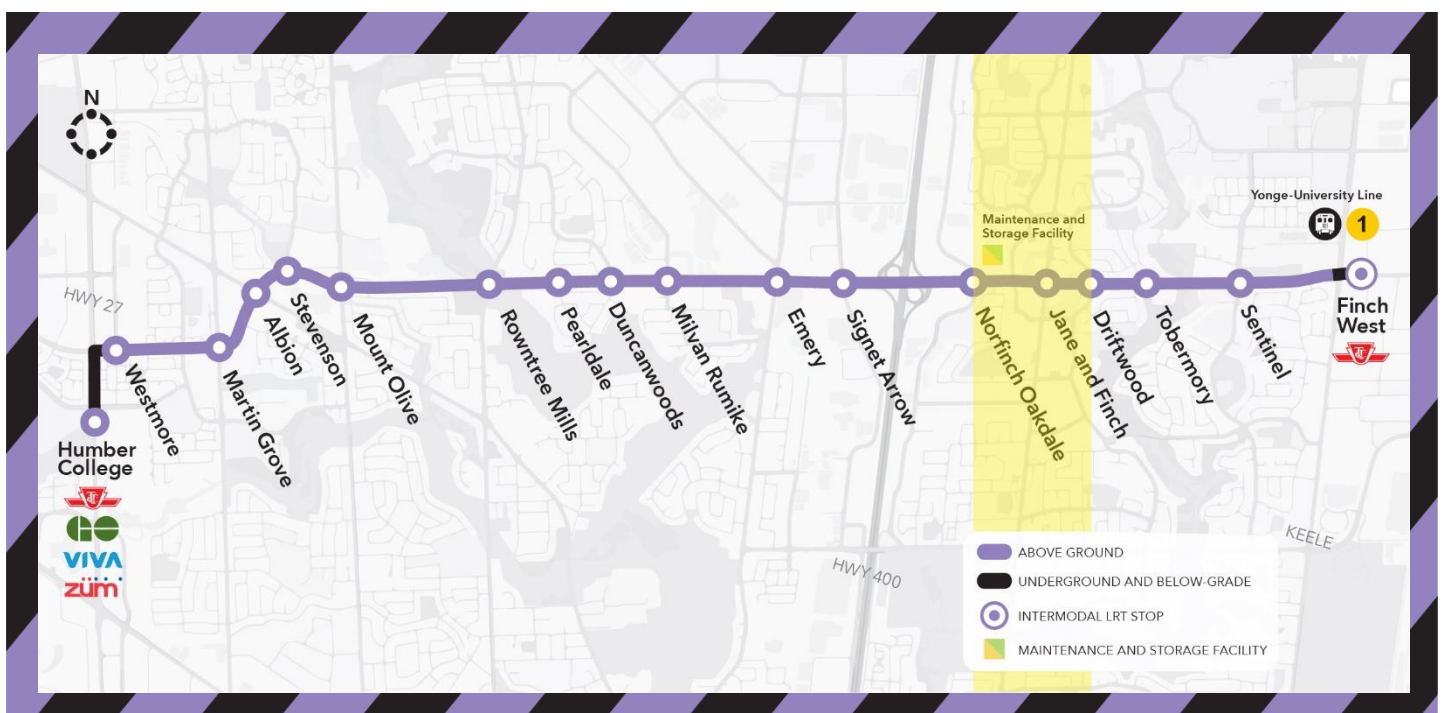 N
Yonge-University Line
1
Maintenance and
Storage Facility
HWY 27
Humber
College
VIVA
züm
Westmore
Martin Grove
Albion
Stevenson
Mount Olive
Rowntree Mills
Pearldale
Duncanwoods
Milvan Rumike
Emery
Signet Arrow
Norfinch Oakdale
Jane and Finch
Driftwood
Tobermory
Sentinel
Finch
West
HWY 400
KEELE
ABOVE GROUND
UNDERGROUND AND BELOW-GRADE
INTERMODAL LRT STOP
MAINTENANCE AND STORAGE FACILITY